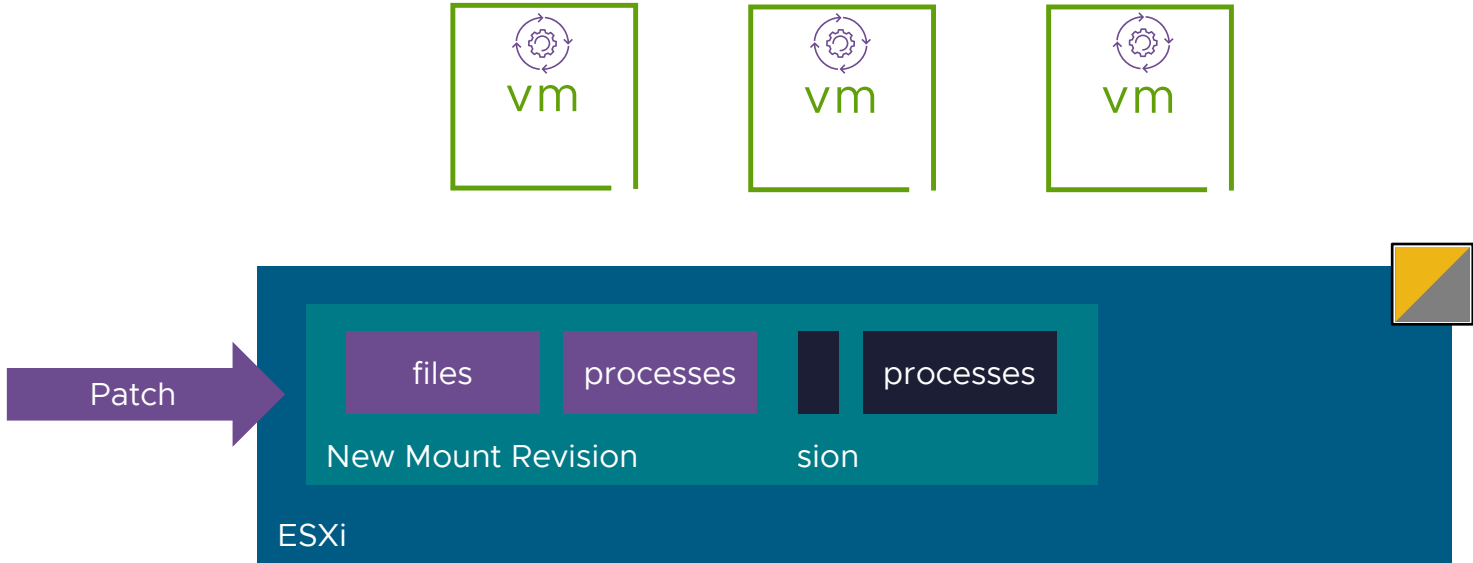 vm vm vm
files processes processes
Patch
New Mount Revision sion
ESXi